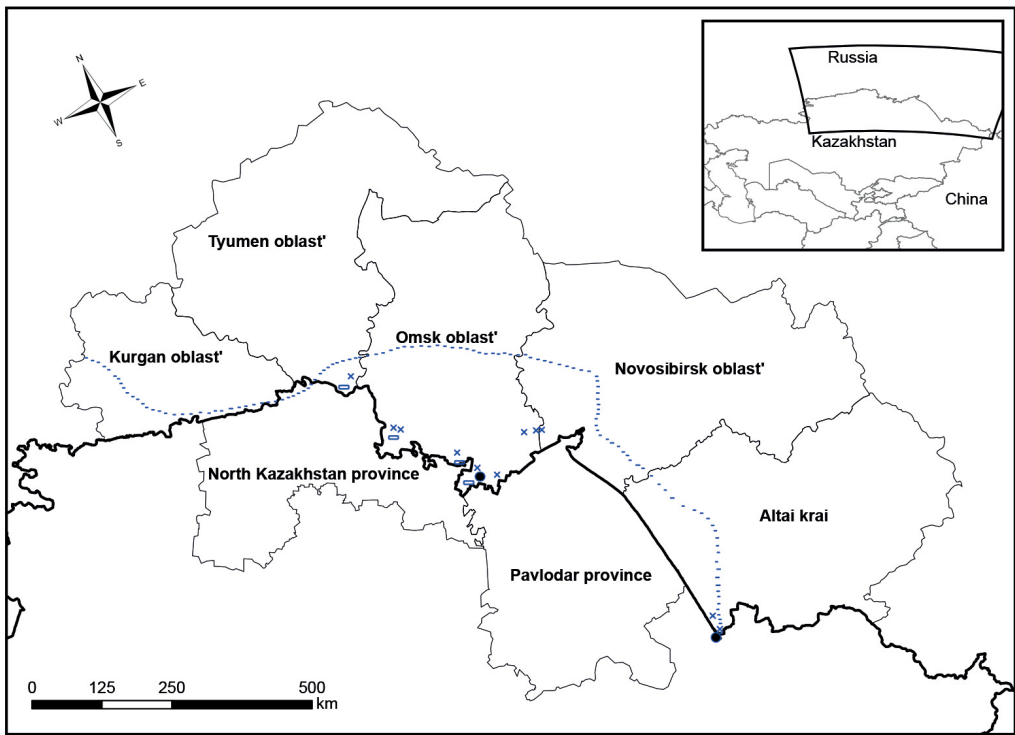 N
E
W
S
Russia
Kazakhstan
China
Tyumen oblast'
Omsk oblast'
Kurgan oblast'
Novosibirsk oblast'
North Kazakhstan province
Altai krai
Pavlodar province
0 125 250 500
km